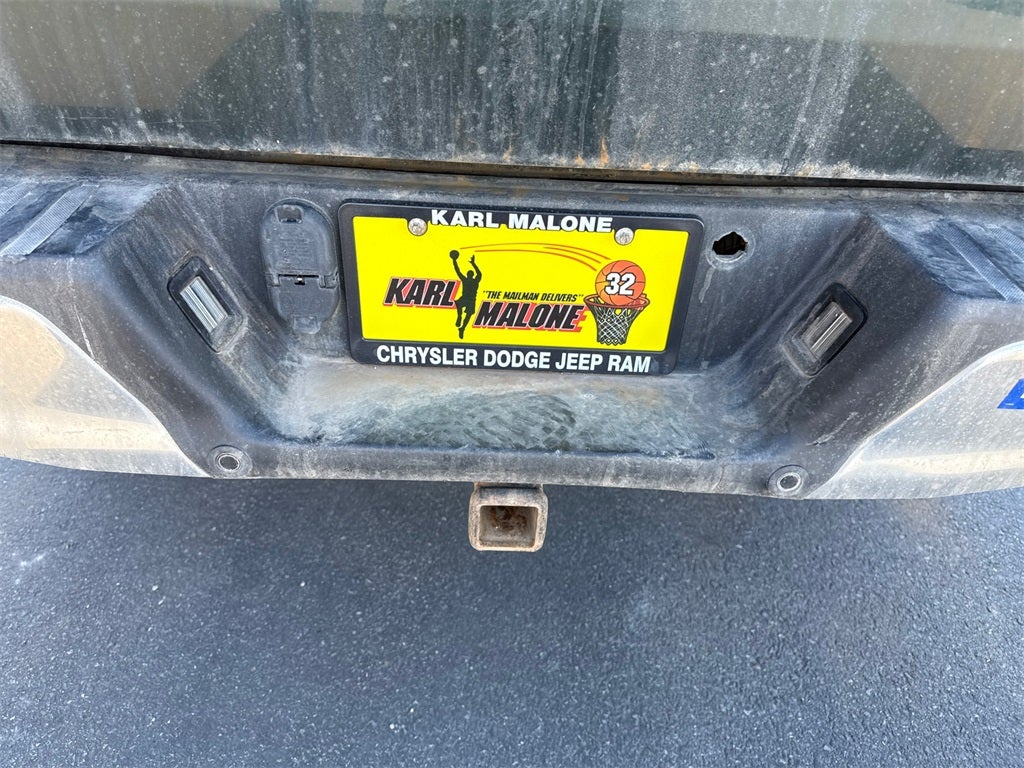 KARL MALONE
32
KARL "THE MAILMAN DELIVERS"
MALONE
CHRYSLER DODGE JEEP RAM